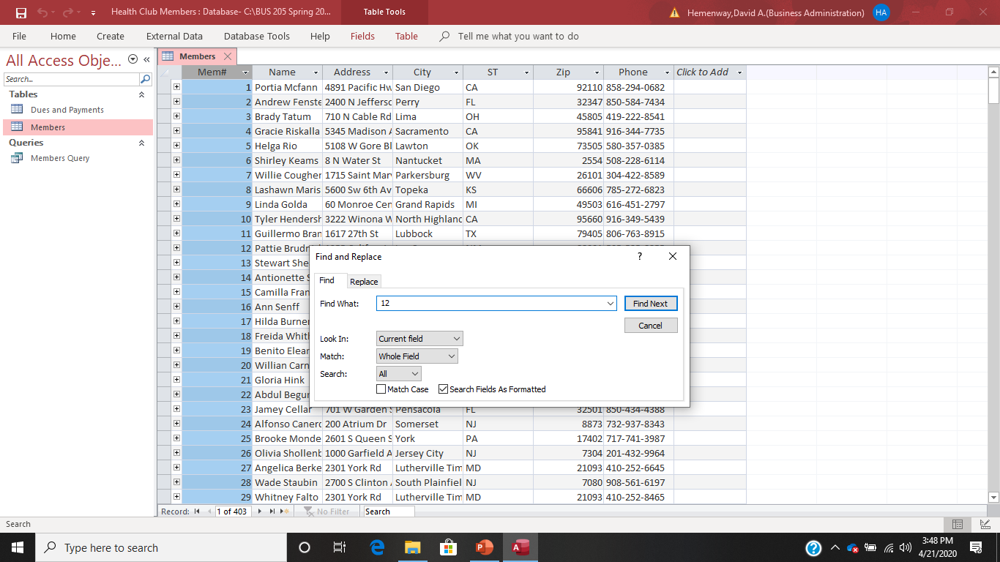 Health Club Members : Database- C:\BUS 205 Spring 20... Table Tools Hemenway,David A.(Business Administration) HA
File Home Create External Data Database Tools Help Fields Table Tell me what you want to do
All Access Obje... «
Search...
Tables
Dues and Payments
Members
Queries
Members Query
Members
Mem# Name Address City ST Zip Phone Click to Add
1 Portia Mcfann 4891 Pacific Hw San Diego CA 92110 858-294-0682
2 Andrew Fenste 2400 N Jefferso Perry FL 32347 850-584-7434
3 Brady Tatum 710 N Cable Rd Lima OH 45805 419-222-8541
4 Gracie Riskalla 5345 Madison A Sacramento CA 95841 916-344-7735
5 Helga Rio 5108 W Gore Bl Lawton OK 73505 580-357-0385
6 Shirley Keams 8 N Water St Nantucket MA 2554 508-228-6114
7 Willie Cougher 1715 Saint Mar Parkersburg WV 26101 304-422-8589
8 Lashawn Maris 5600 Sw 6th Av Topeka KS 66606 785-272-6823
9 Linda Golda 60 Monroe Cen Grand Rapids MI 49503 616-451-2797
10 Tyler Hendersh 3222 Winona W North Highland CA 95660 916-349-5439
11 Guillermo Bran 1617 27th St Lubbock TX 79405 806-763-8915
12 Pattie Brudn
13 Stewart She
14 Antionette S
15 Camilla Fran
16 Ann Senff
17 Hilda Burner
18 Freida Whith
19 Benito Elean
20 Willian Carn
21 Gloria Hink
22 Abdul Begur
23 Jamey Cellar 701 W Garden S Pensacola FL 32501 850-434-4388
24 Alfonso Canero 200 Atrium Dr Somerset NJ 8873 732-937-8343
25 Brooke Monde 2601 S Queen S York PA 17402 717-741-3987
26 Olivia Shollenb 1000 Garfield A Jersey City NJ 7304 201-432-9964
27 Angelica Berke 2301 York Rd Lutherville Tim MD 21093 410-252-6645
28 Wade Staubin 2700 S Clinton A South Plainfiel NJ 7080 908-561-6197
29 Whitney Falto 2301 York Rd Lutherville Tim MD 21093 410-252-8465
Find and Replace ?
Find Replace
Find What: 12 Find Next
Cancel
Look In: Current field
Match: Whole Field
Search: All
Match Case Search Fields As Formatted
Record: 1 of 403 No Filter Search
Search
Type here to search
3:48 PM
4/21/2020